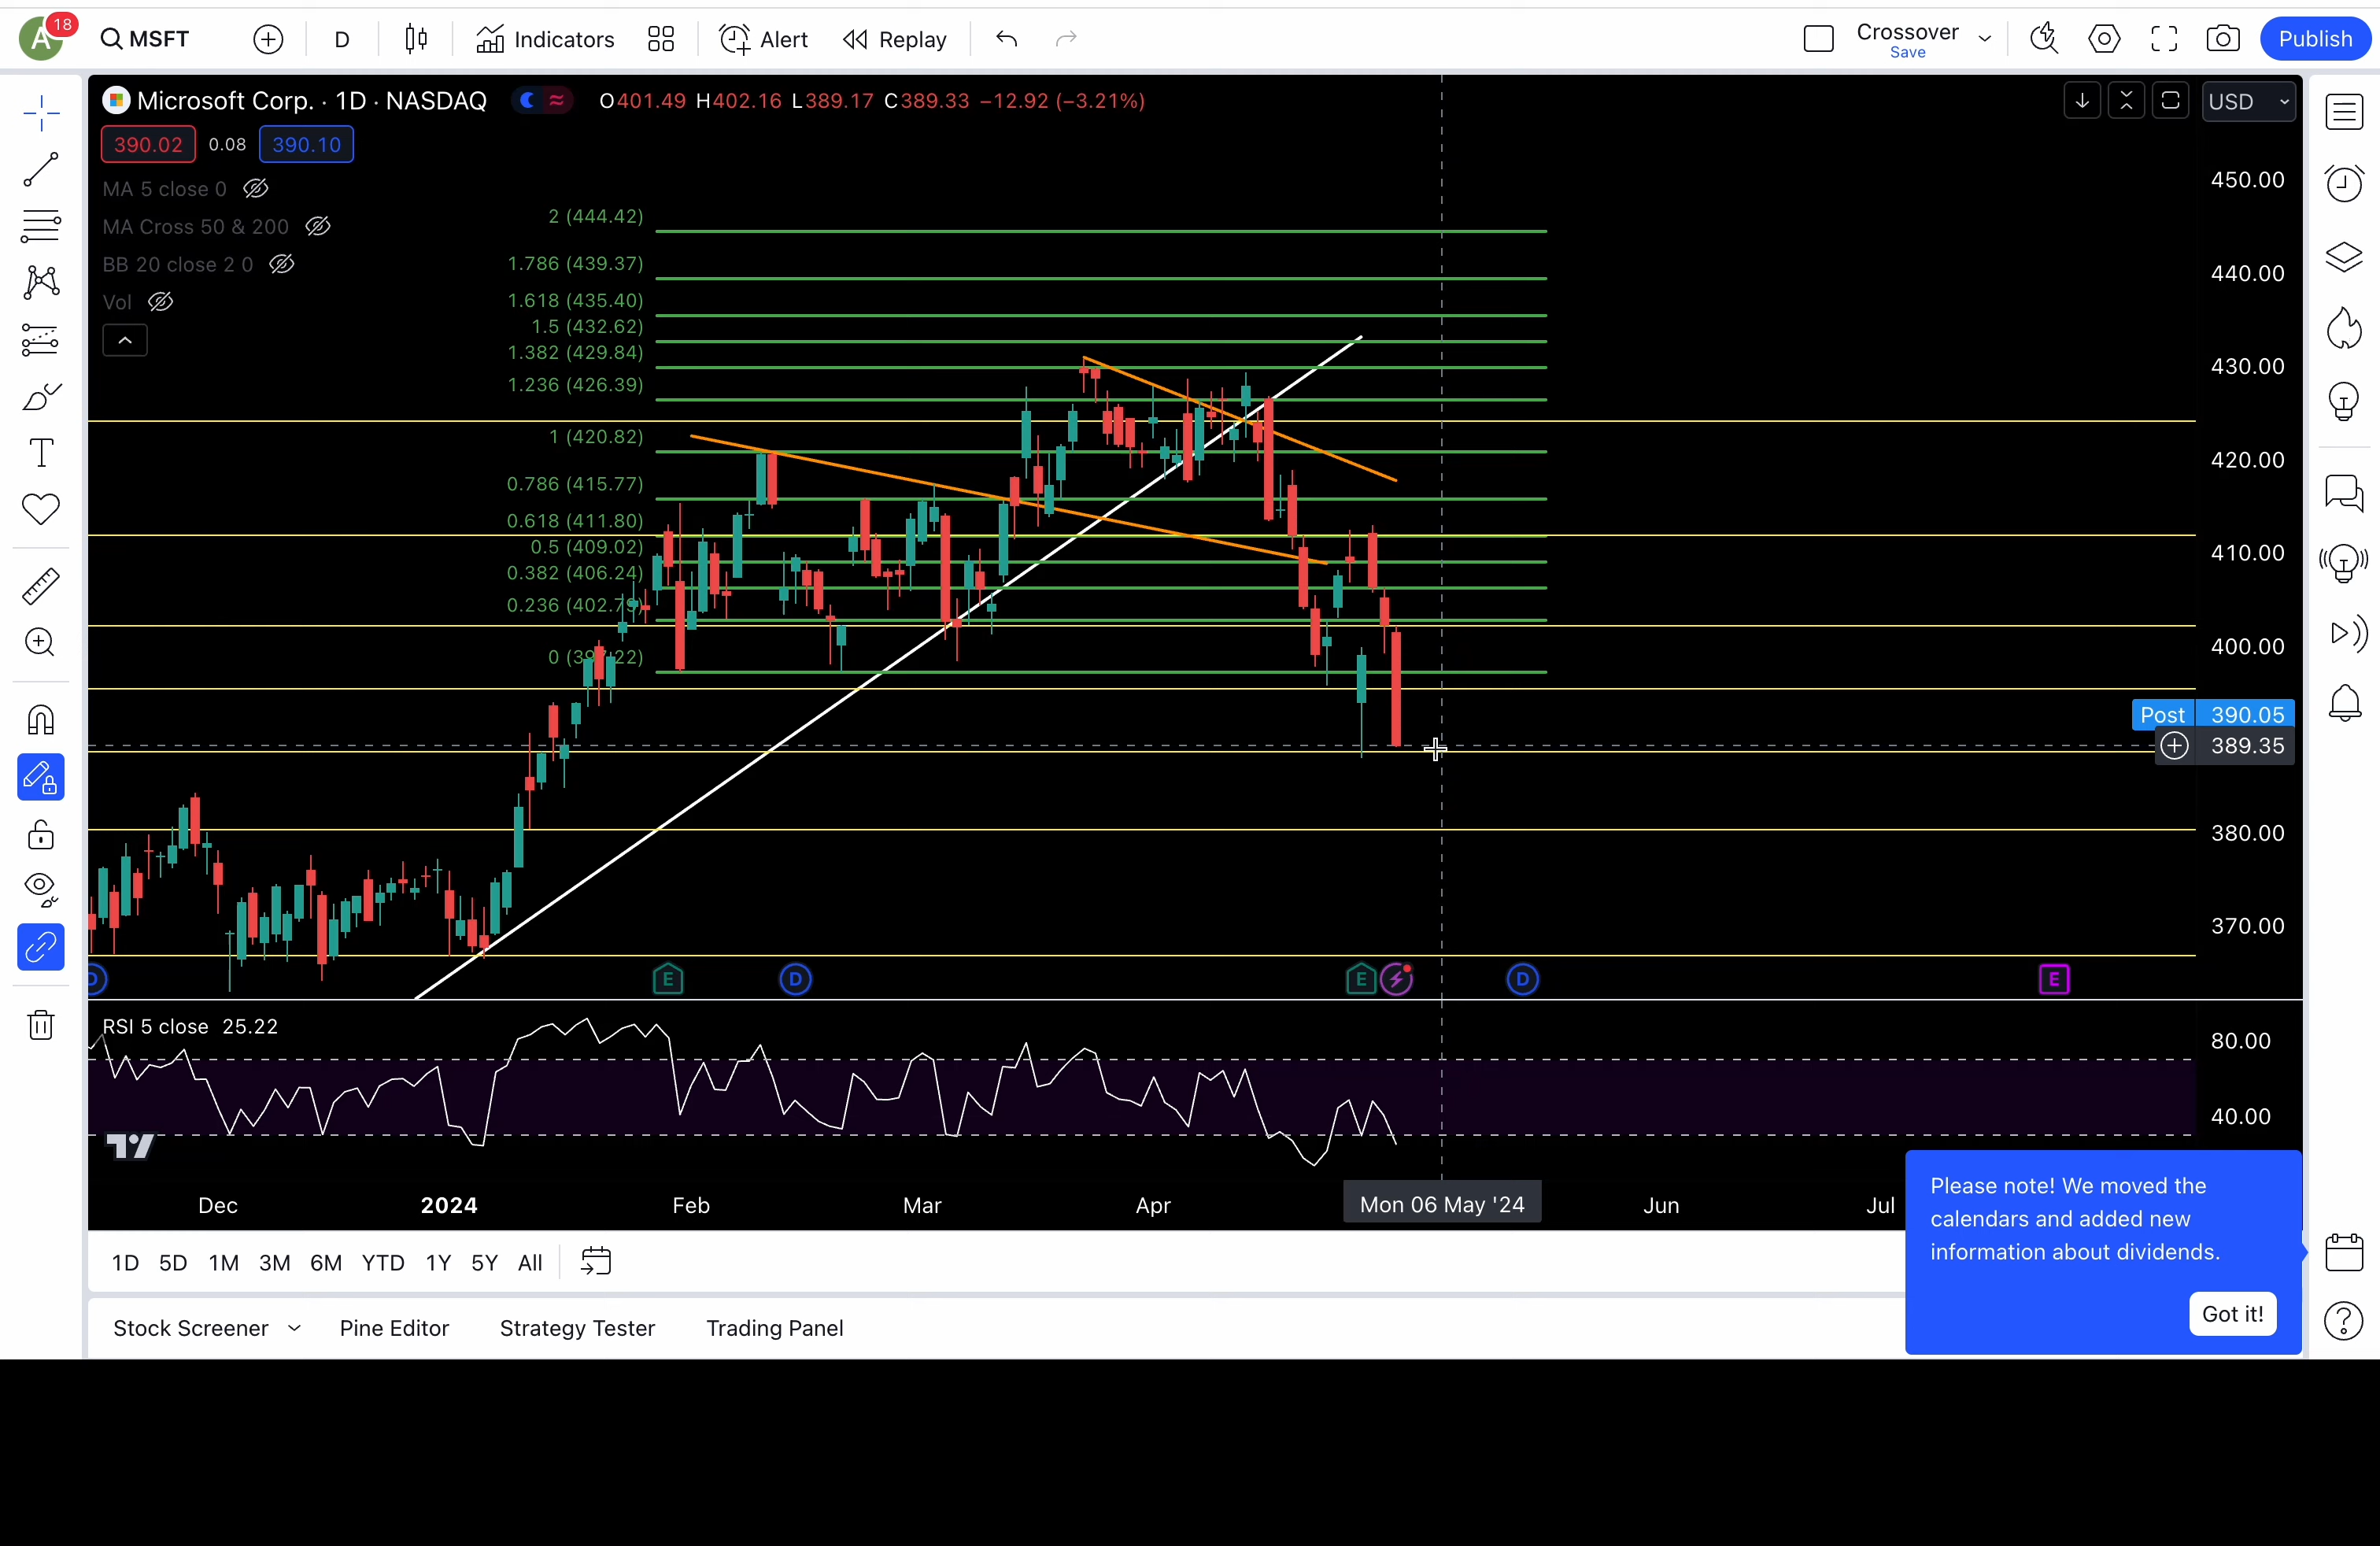 A 18 MSFT D Indicators Alert Replay Crossover Save Publish
Microsoft Corp. · 1D · NASDAQ O401.49 H402.16 L389.17 C389.33 −12.92 (−3.21%) USD
390.02 0.08 390.10
MA 5 close 0
MA Cross 50 & 200
BB 20 close 2 0
Vol
2 (444.42)
1.786 (439.37)
1.618 (435.40)
1.5 (432.62)
1.382 (429.84)
1.236 (426.39)
1 (420.82)
0.786 (415.77)
0.618 (411.80)
0.5 (409.02)
0.382 (406.24)
0.236 (402.79)
0 (397.22)
450.00
440.00
430.00
420.00
410.00
400.00
Post 390.05
389.35
380.00
370.00
D E D E D E
RSI 5 close 25.22
80.00
40.00
Dec 2024 Feb Mar Apr Mon 06 May '24 Jun Jul
Please note! We moved the
calendars and added new
information about dividends.
Got it!
1D 5D 1M 3M 6M YTD 1Y 5Y All
Stock Screener Pine Editor Strategy Tester Trading Panel